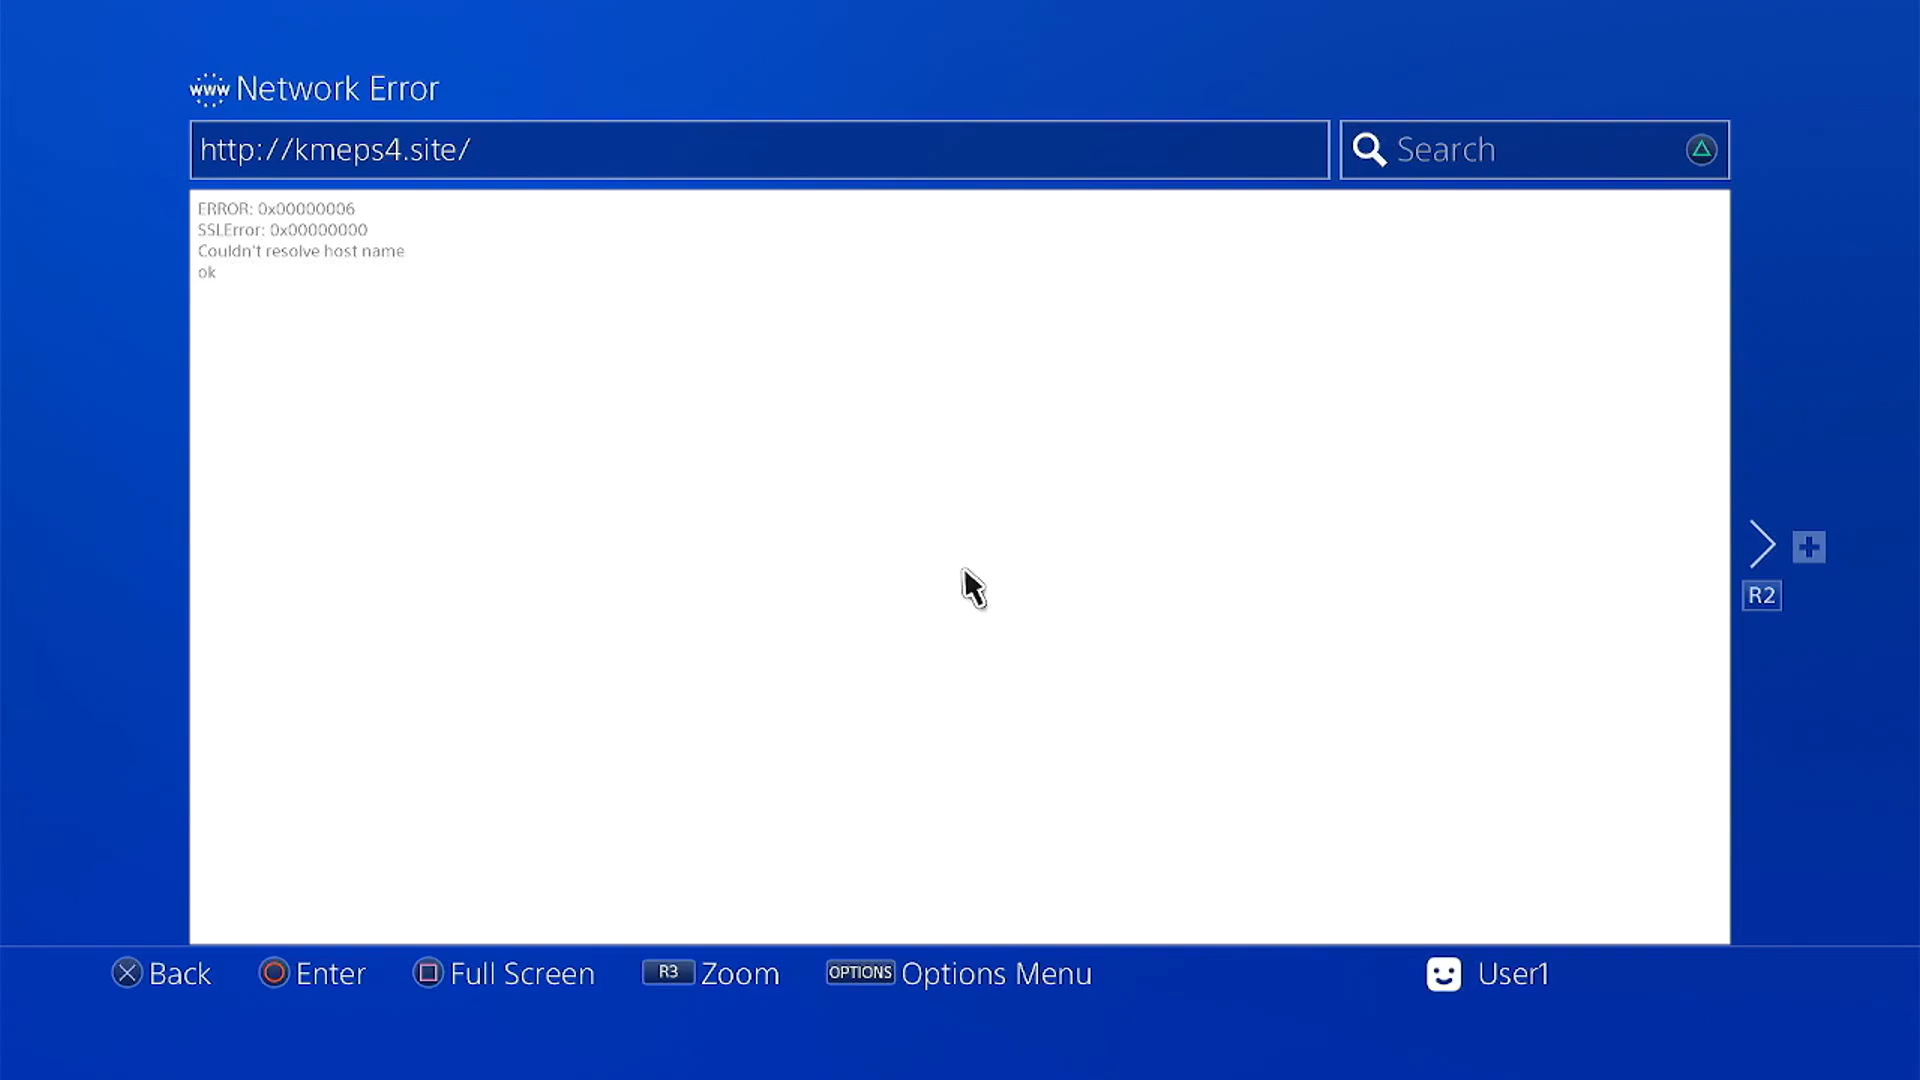 www Network Error
http://kmeps4.site/
Search
ERROR: 0x00000006
SSLError: 0x00000000
Couldn't resolve host name
ok
R2
Back Enter Full Screen R3 Zoom OPTIONS Options Menu User1